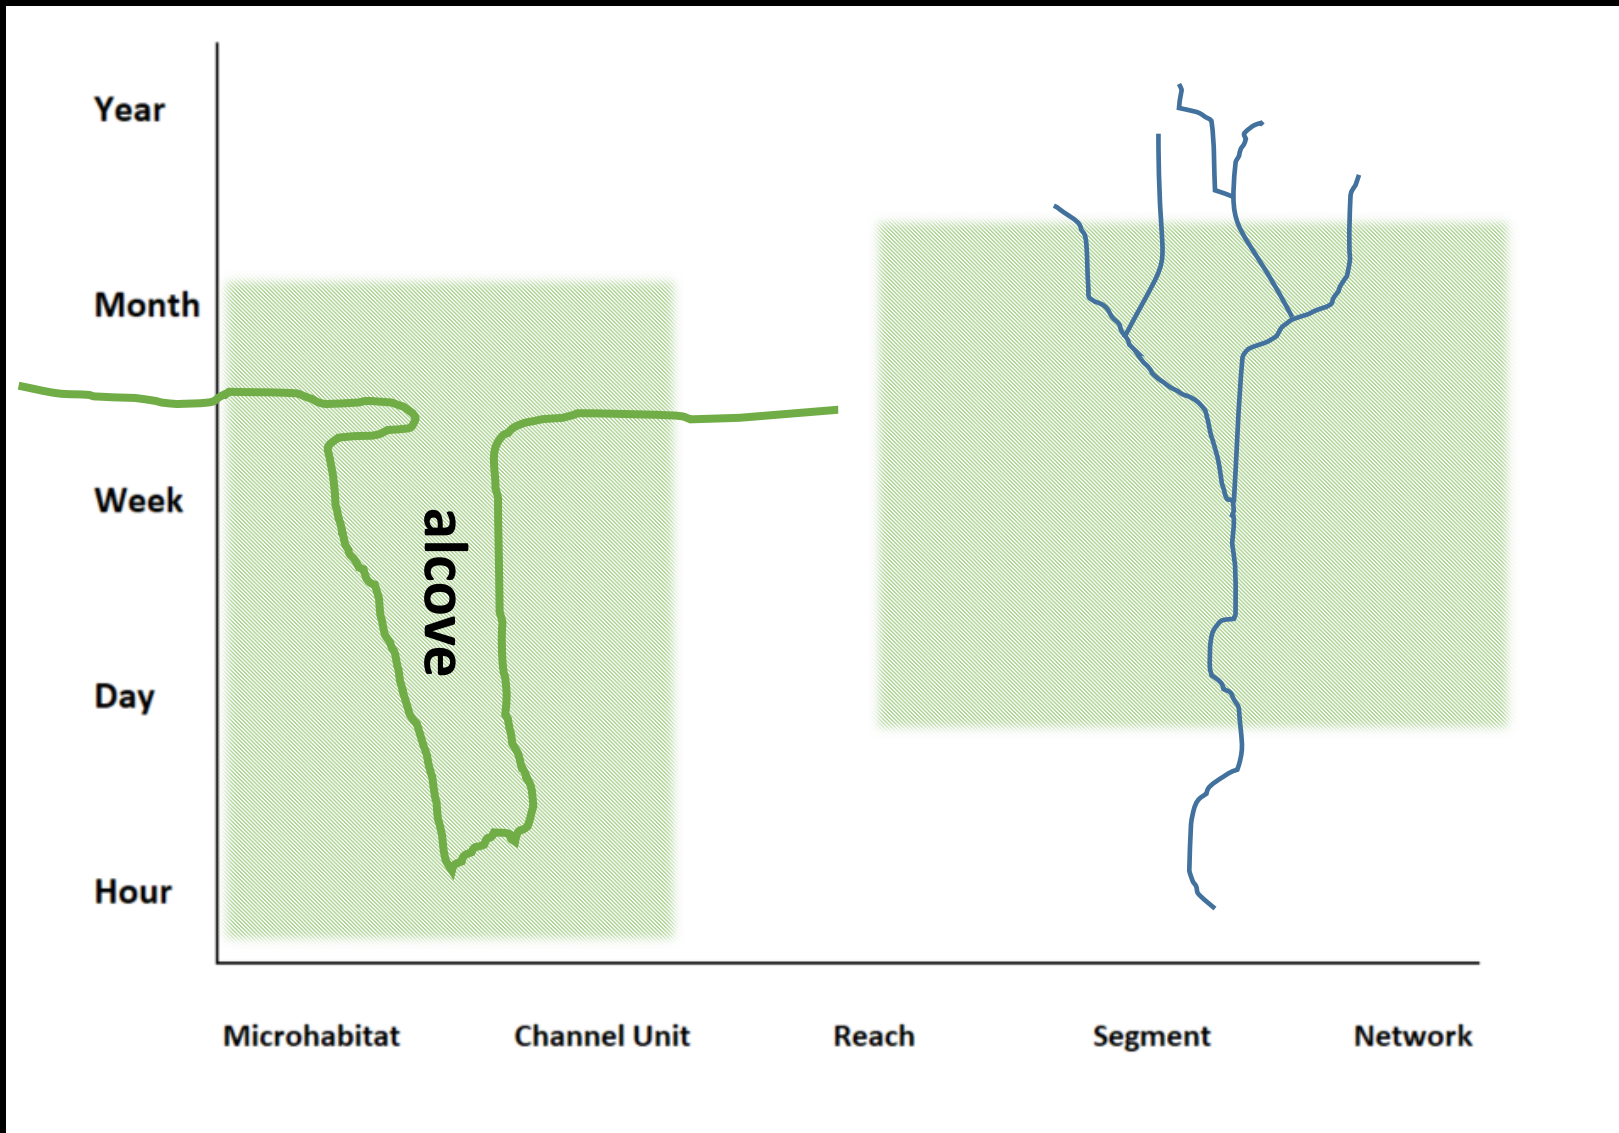 Year
Month
Week
Day
Hour
alcove
Microhabitat
Channel Unit
Reach
Segment
Network